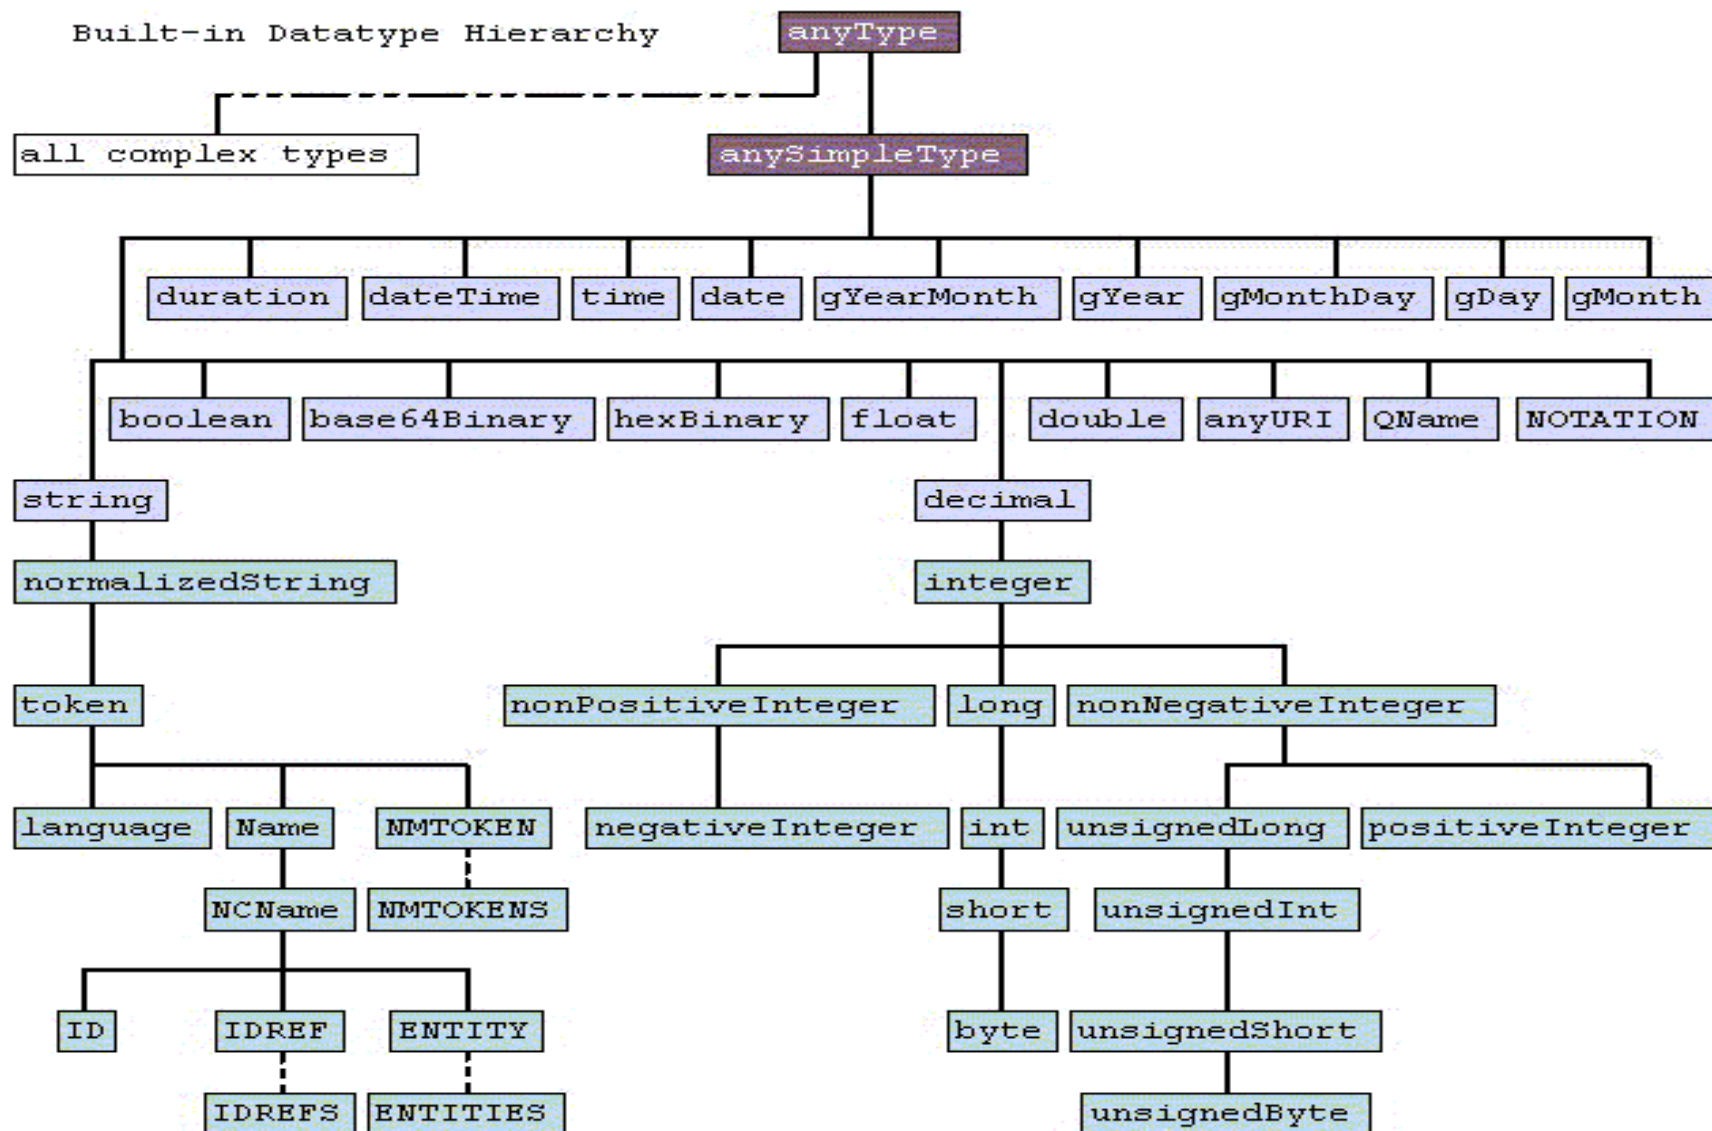 Built-in Datatype Hierarchy anyType
all complex types anySimpleType
duration dateTime time date gYearMonth gYear gMonthDay gDay gMonth
boolean base64Binary hexBinary float double anyURI QName NOTATION
string decimal
normalizedString integer
token nonPositiveInteger long nonNegativeInteger
language Name NMTOKEN negativeInteger int unsignedLong positiveInteger
NCName NMTOKENS short unsignedInt
ID IDREF ENTITY byte unsignedShort
IDREFS ENTITIES unsignedByte